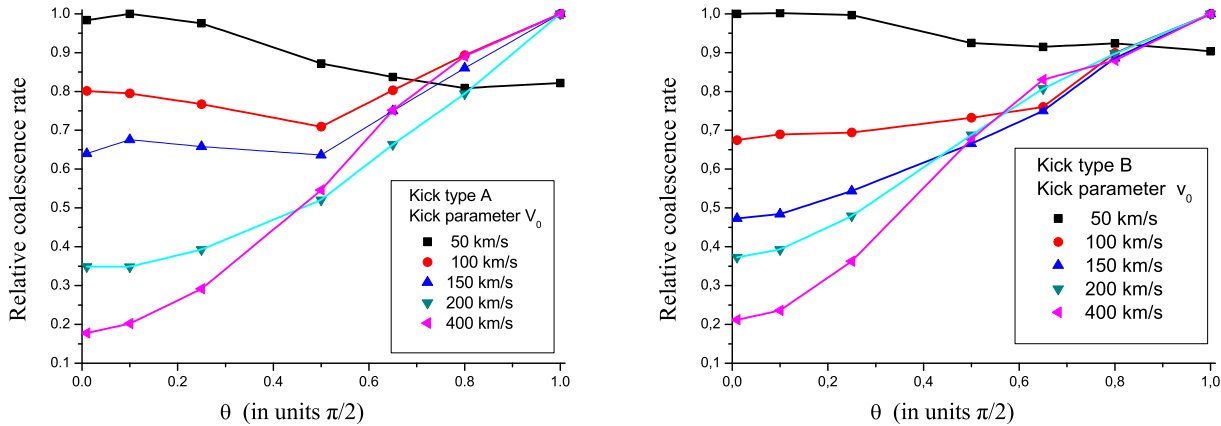 1.0
0.9
0.8
0.7
0.6
0.5
0.4
0.3
0.2
0.1
Relative coalescence rate
0.0
0.2
0.4
0.6
0.8
1.0
θ (in units π/2)
Kick type A
Kick parameter V0
50 km/s
100 km/s
150 km/s
200 km/s
400 km/s
1,0
0,9
0,8
0,7
0,6
0,5
0,4
0,3
0,2
0,1
Relative coalescence rate
0,0
0,2
0,4
0,6
0,8
1,0
θ (in units π/2)
Kick type B
Kick parameter v0
50 km/s
100 km/s
150 km/s
200 km/s
400 km/s